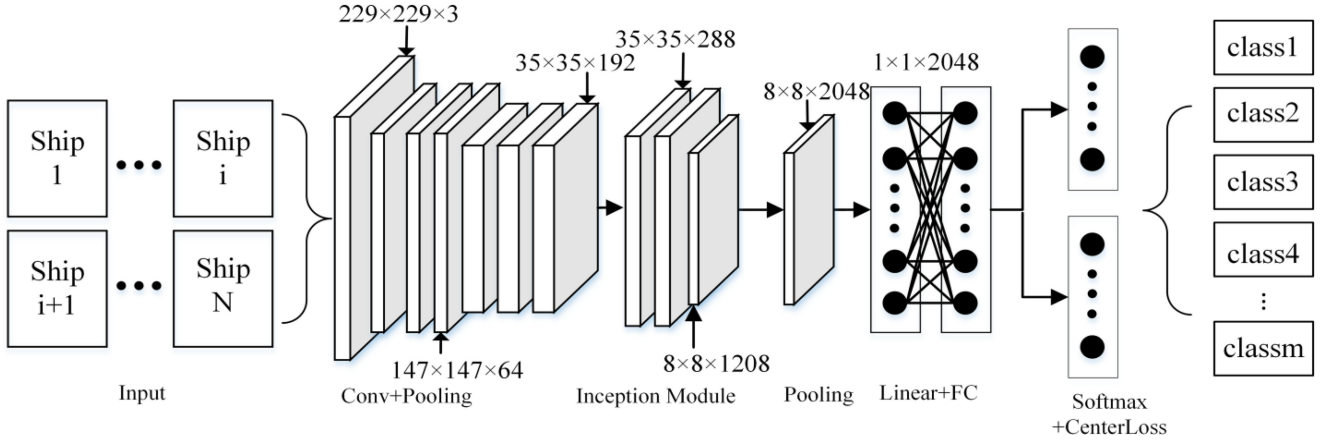 229×229×3
35×35×192
35×35×288
8×8×2048
1×1×2048
Ship
1
Ship
i
Ship
i+1
Ship
N
147×147×64
8×8×1208
class1
class2
class3
class4
classm
Input
Conv+Pooling
Inception Module
Pooling
Linear+FC
Softmax
+CenterLoss